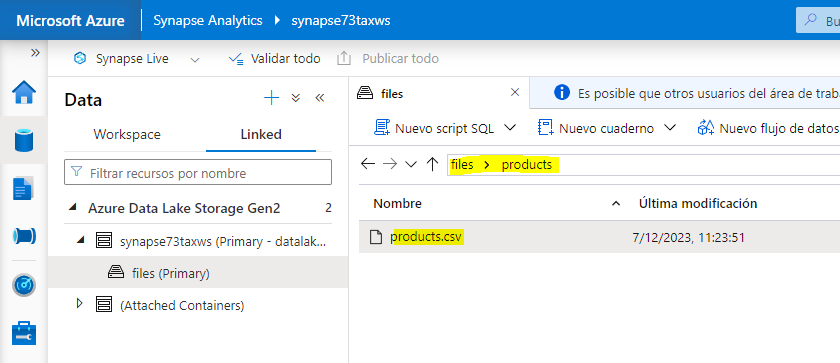 Microsoft Azure
Synapse Analytics
synapse73taxws
Bu
»
Synapse Live
Validar todo
Publicar todo
Data
Workspace
Linked
Filtrar recursos por nombre
Azure Data Lake Storage Gen2 2
synapse73taxws (Primary - datalak...
files (Primary)
(Attached Containers)
files
Es posible que otros usuarios del área de traba
Nuevo script SQL
Nuevo cuaderno
Nuevo flujo de datos
files > products
Nombre
Última modificación
products.csv
7/12/2023, 11:23:51